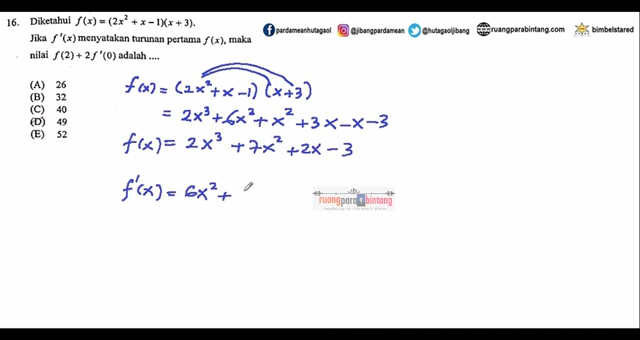 16. Diketahui f(x) = (2x² + x − 1)(x + 3).
Jika f'(x) menyatakan turunan pertama f(x), maka
nilai f(2) + 2f'(0) adalah ....
(A) 26
(B) 32
(C) 40
(D) 49
(E) 52
pardameanhutagaol @jibangpardamean @hutagaoljibang ruangparabintang.com bimbelstared
f(x) = (2x² + x − 1)(x + 3)
= 2x³ + 6x² + x² + 3x − x − 3
f(x) = 2x³ + 7x² + 2x − 3
f'(x) = 6x² +
ruangparabintang